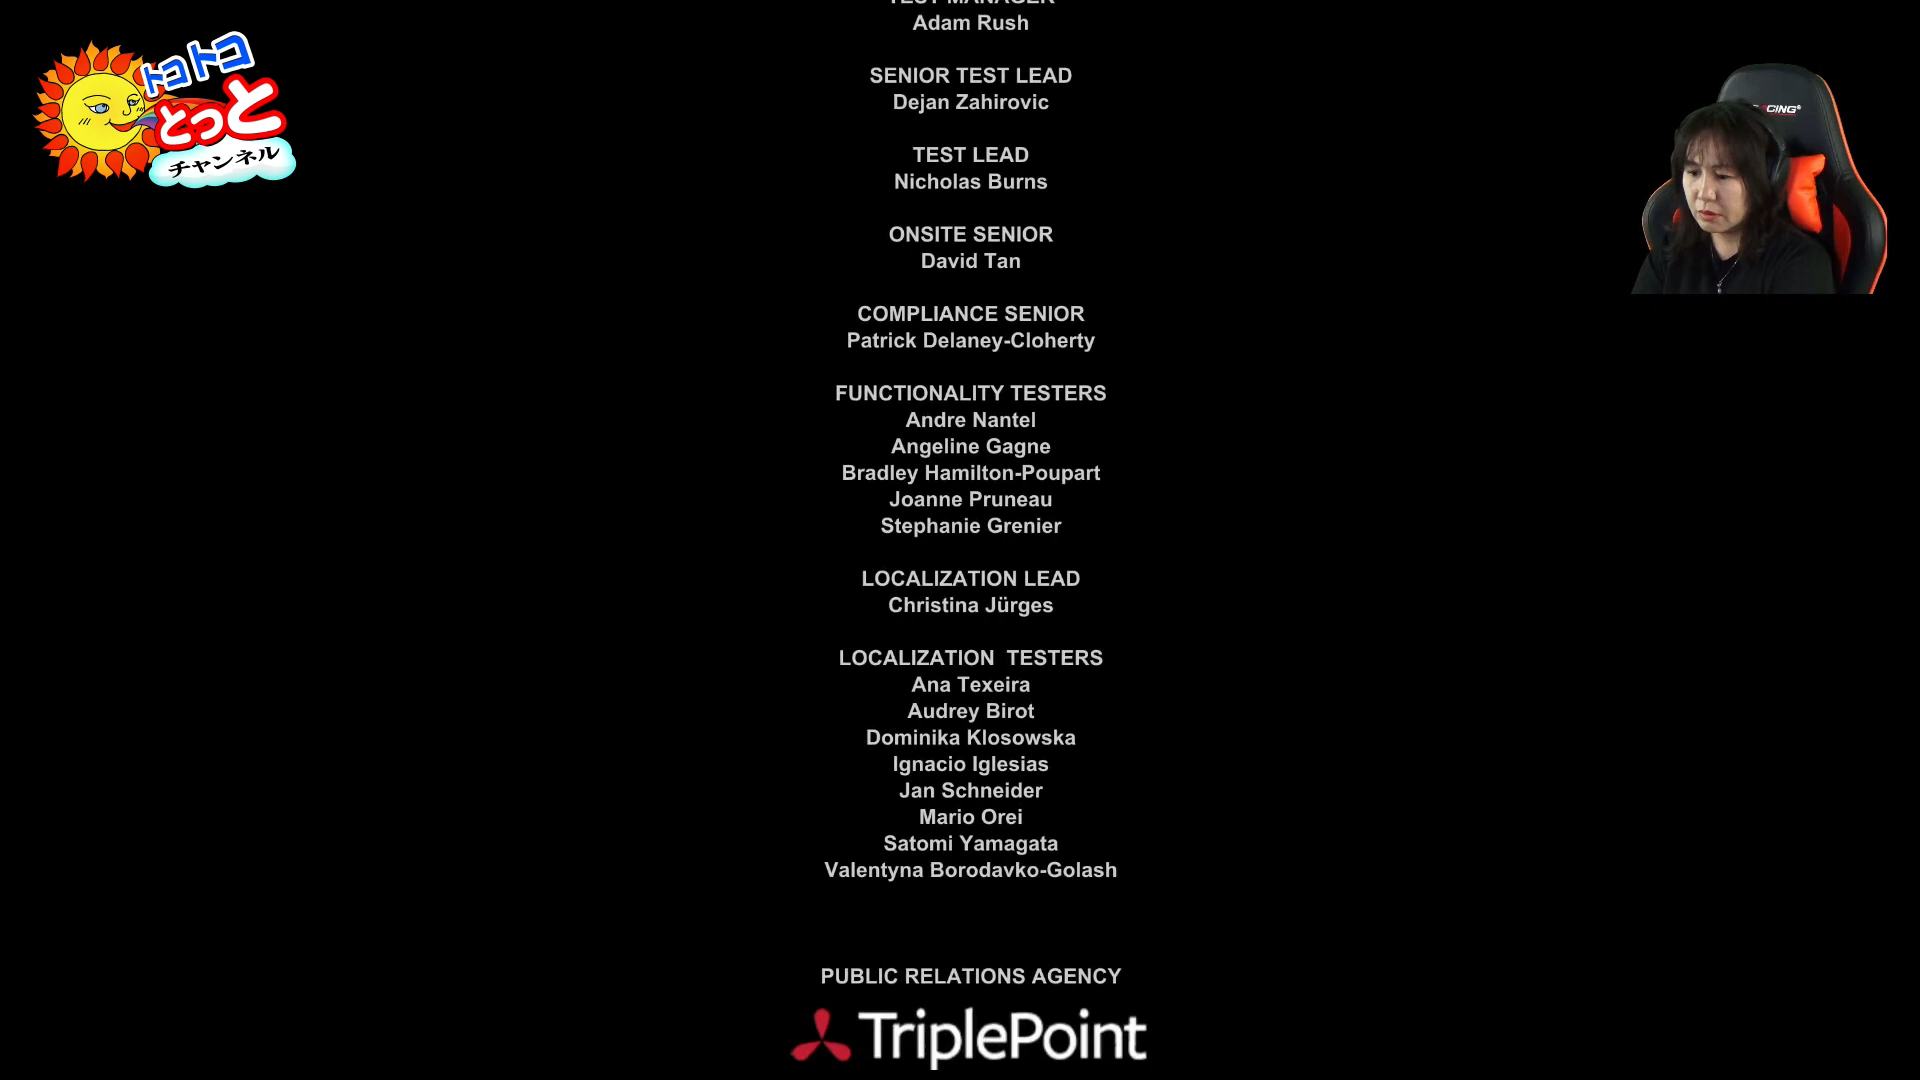 TEST MANAGER
Adam Rush
トコトコ
とっと
チャンネル
SENIOR TEST LEAD
Dejan Zahirovic
TEST LEAD
Nicholas Burns
ONSITE SENIOR
David Tan
COMPLIANCE SENIOR
Patrick Delaney-Cloherty
FUNCTIONALITY TESTERS
Andre Nantel
Angeline Gagne
Bradley Hamilton-Poupart
Joanne Pruneau
Stephanie Grenier
LOCALIZATION LEAD
Christina Jürges
LOCALIZATION  TESTERS
Ana Texeira
Audrey Birot
Dominika Klosowska
Ignacio Iglesias
Jan Schneider
Mario Orei
Satomi Yamagata
Valentyna Borodavko-Golash
PUBLIC RELATIONS AGENCY
TriplePoint